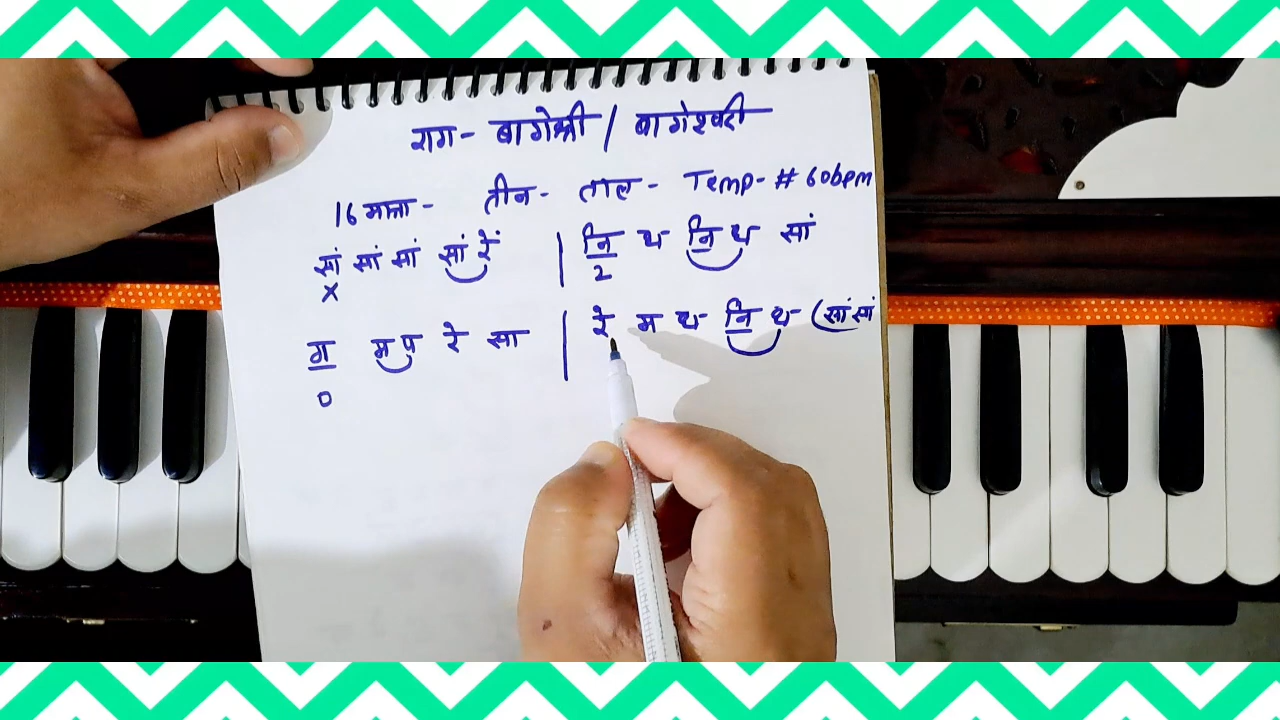 राग- बागेश्री / बागेश्वरी
16 मात्रा- तीन- ताल- Temp- # 60bpm
सां सां सां सां रें | नि ध नि ध सां
X 2
ग म प रे सा | रे म ध नि ध- (सां सां
0